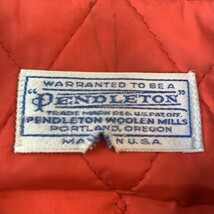 WARRANTED TO BE A
"PENDLETON"
TRADE MARK REG. U.S. PAT. OFF.
PENDLETON WOOLEN MILLS
PORTLAND, OREGON
MADE IN U.S.A.